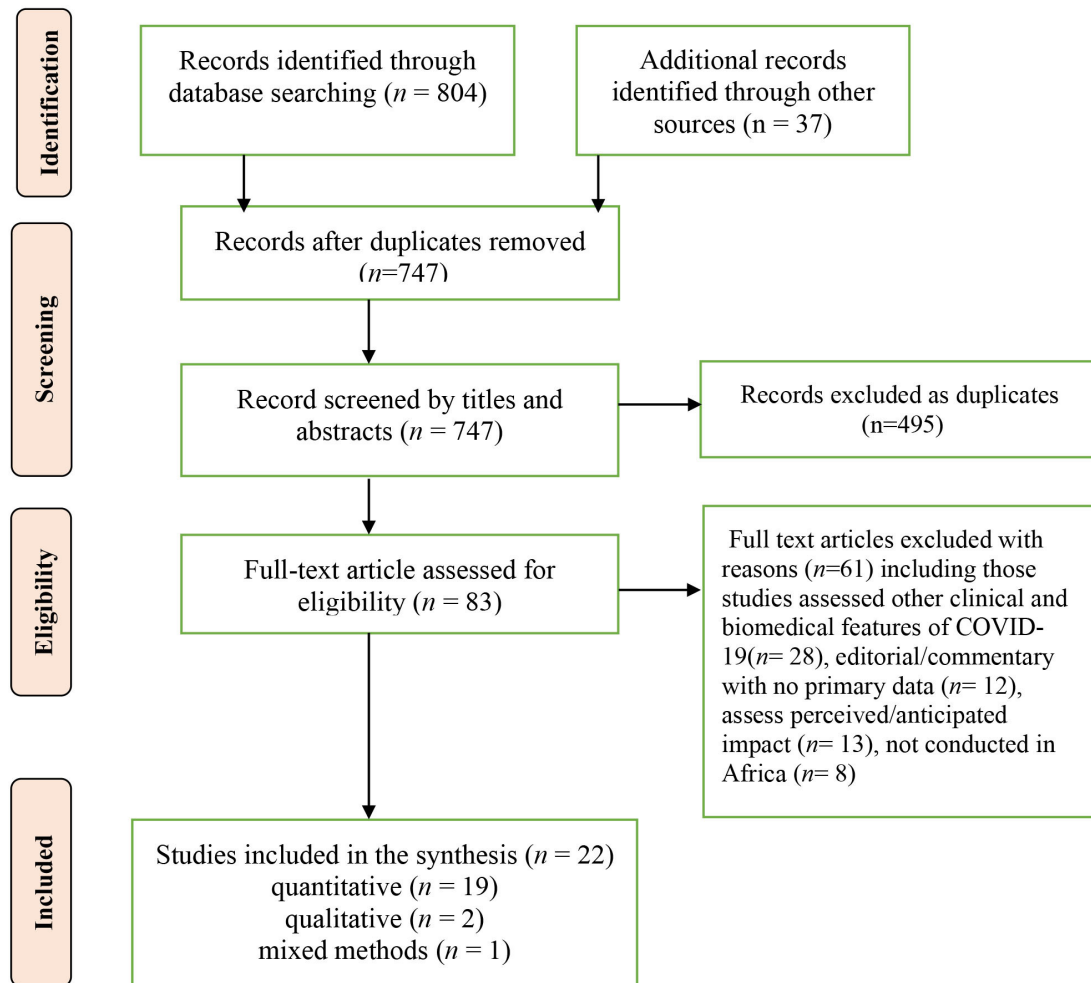 Identification
Records identified through
database searching (n = 804)
Additional records
identified through other
sources (n = 37)
Screening
Records after duplicates removed
(n=747)
Record screened by titles and
abstracts (n = 747)
Records excluded as duplicates
(n=495)
Eligibility
Full-text article assessed for
eligibility (n = 83)
Full text articles excluded with
reasons (n=61) including those
studies assessed other clinical and
biomedical features of COVID-
19(n= 28), editorial/commentary
with no primary data (n= 12),
assess perceived/anticipated
impact (n= 13), not conducted in
Africa (n= 8)
Included
Studies included in the synthesis (n = 22)
quantitative (n = 19)
qualitative (n = 2)
mixed methods (n = 1)